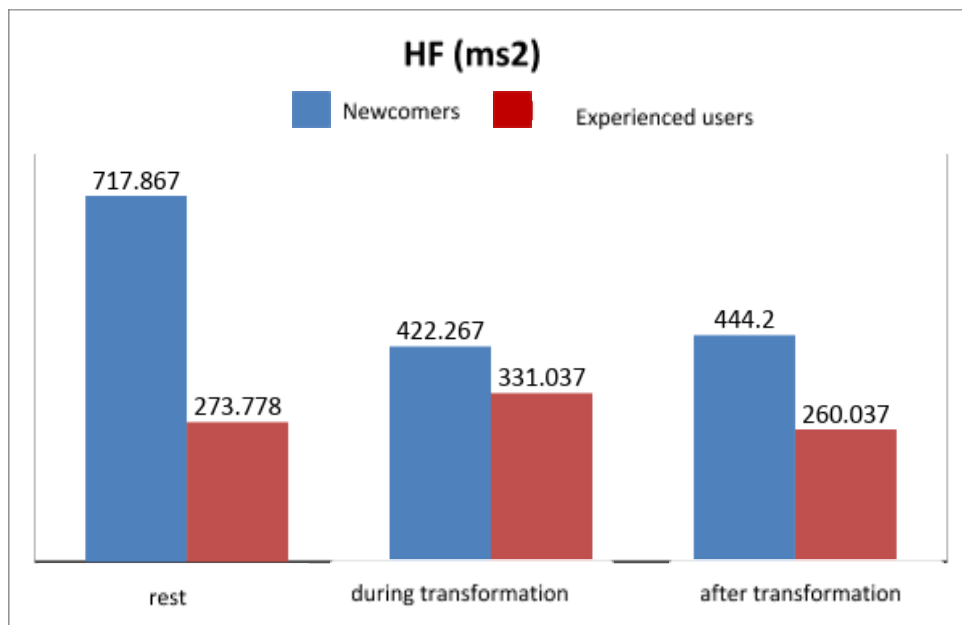 HF (ms2)
Newcomers Experienced users
717.867
273.778
422.267
331.037
444.2
260.037
rest during transformation after transformation